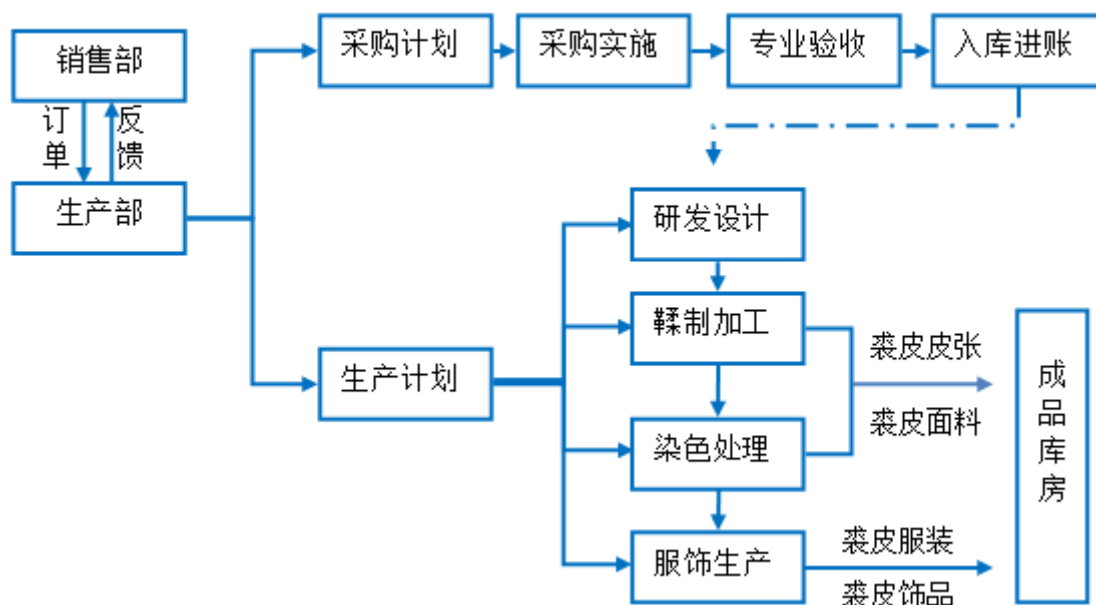 销售部
订单
反馈
生产部
采购计划
采购实施
专业验收
入库进账
生产计划
研发设计
鞣制加工
染色处理
服饰生产
裘皮皮张
裘皮面料
裘皮服装
裘皮饰品
成品库房